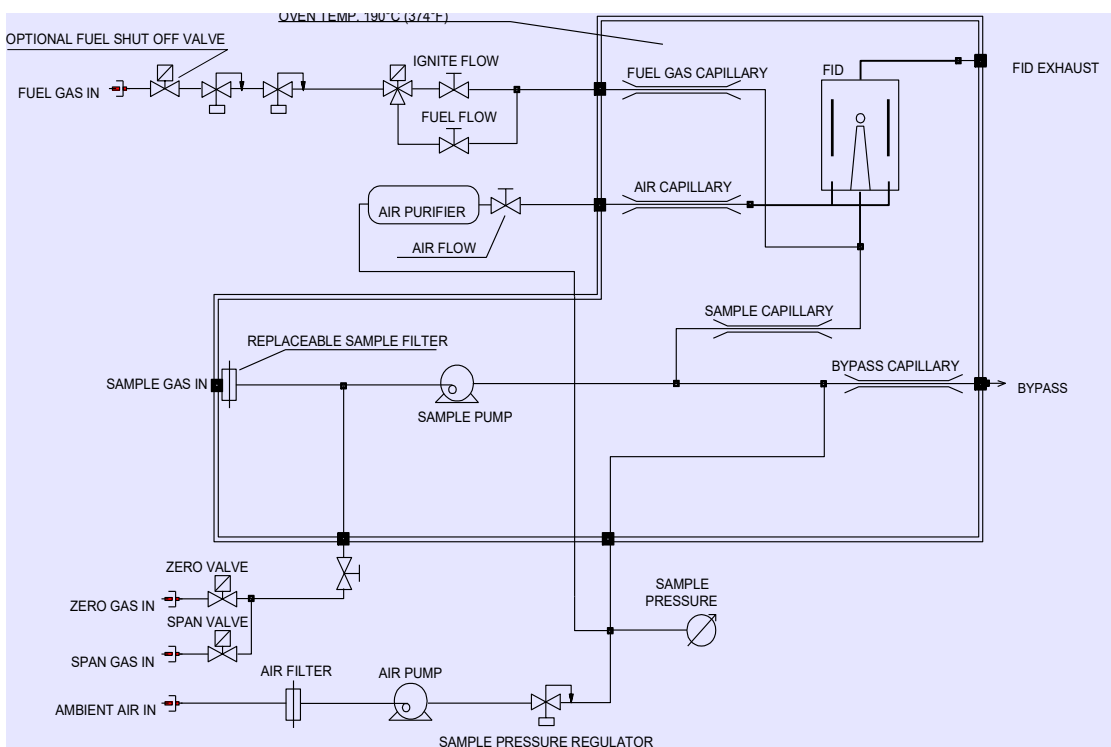 OVEN TEMP. 190°C (374°F)
OPTIONAL FUEL SHUT OFF VALVE
IGNITE FLOW
FUEL GAS CAPILLARY
FID
FID EXHAUST
FUEL GAS IN
FUEL FLOW
AIR CAPILLARY
AIR PURIFIER
AIR FLOW
SAMPLE CAPILLARY
REPLACEABLE SAMPLE FILTER
BYPASS CAPILLARY
SAMPLE GAS IN
BYPASS
SAMPLE PUMP
ZERO VALVE
SAMPLE
PRESSURE
ZERO GAS IN
SPAN VALVE
SPAN GAS IN
AIR FILTER
AIR PUMP
AMBIENT AIR IN
SAMPLE PRESSURE REGULATOR